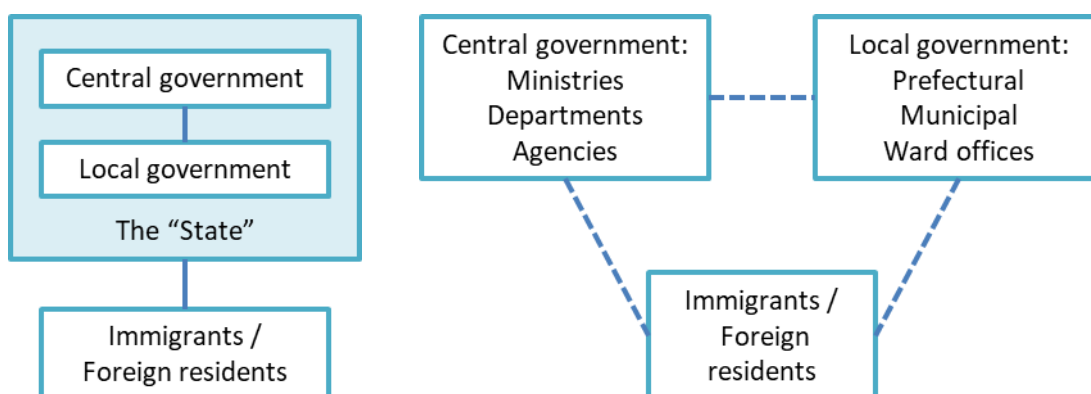 Central government
Local government
The “State”
Immigrants /
Foreign residents
Central government:
Ministries
Departments
Agencies
Local government:
Prefectural
Municipal
Ward offices
Immigrants /
Foreign
residents